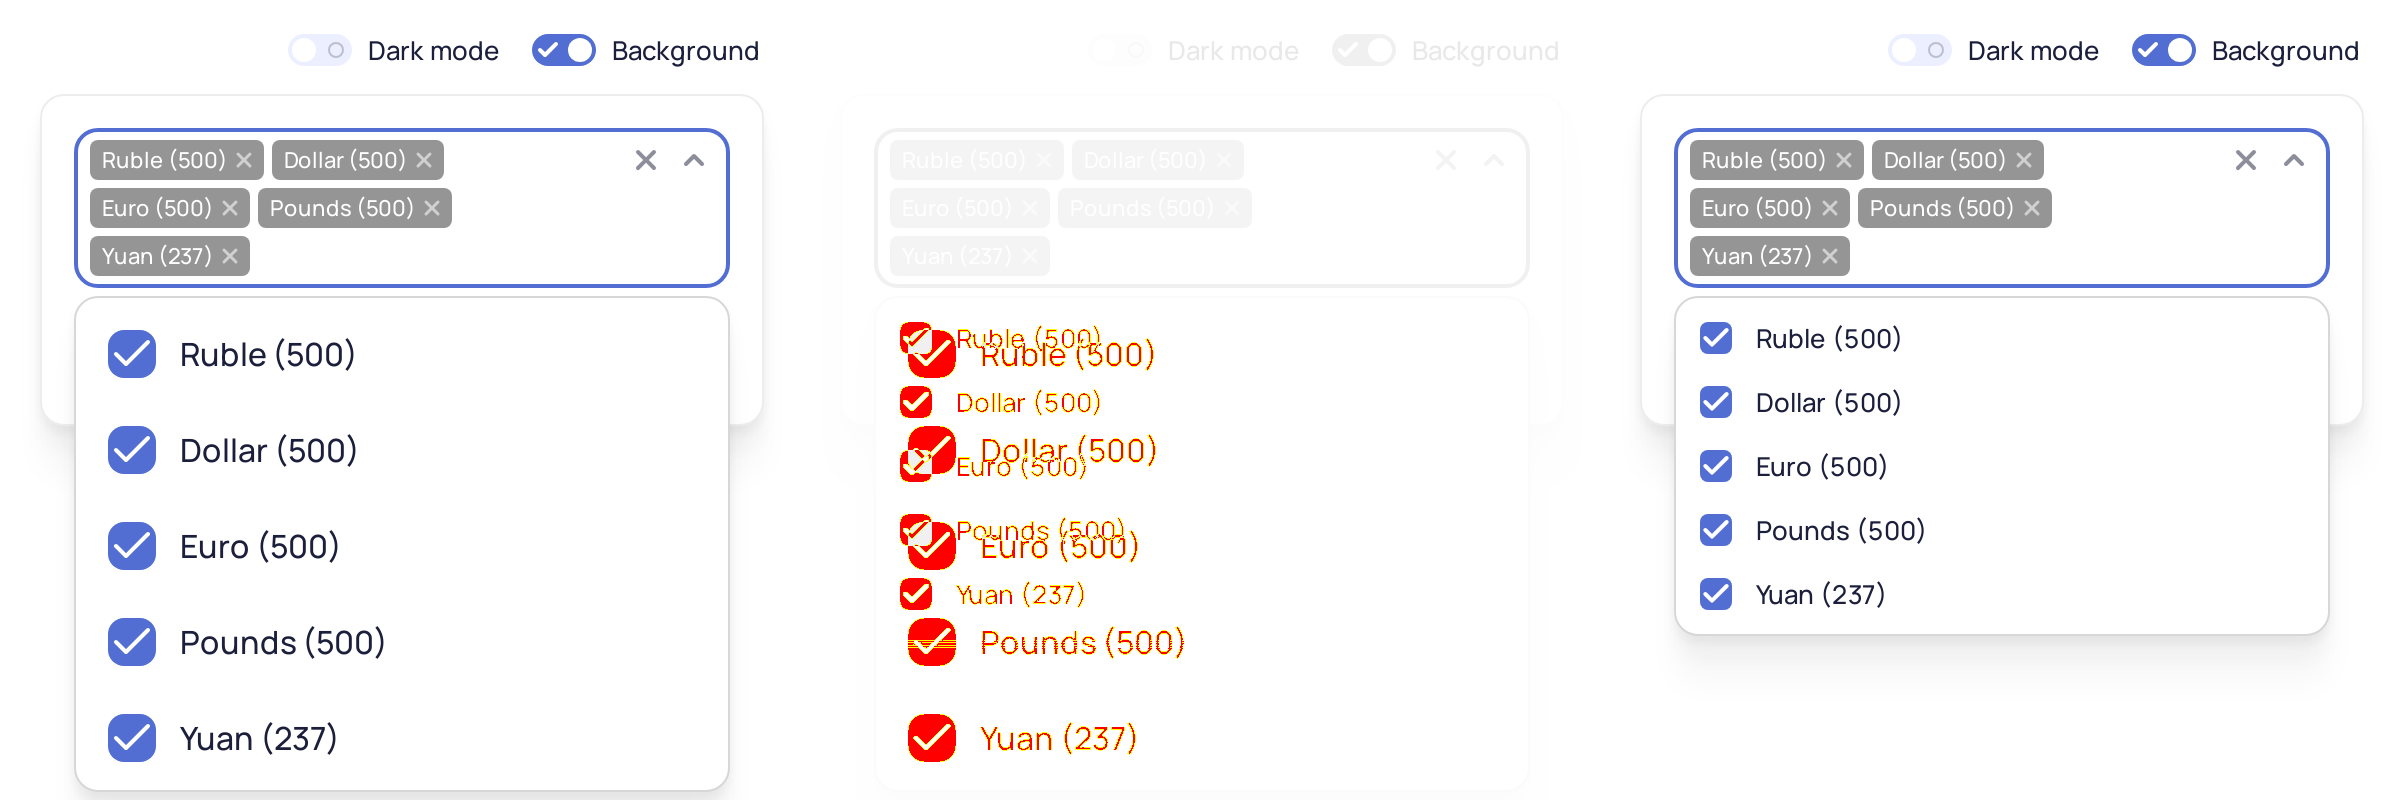 Dark mode Background
Ruble (500) Dollar (500)
Euro (500) Pounds (500)
Yuan (237)
Ruble (500)
Dollar (500)
Euro (500)
Pounds (500)
Yuan (237)
Dark mode Background
Ruble (500) Dollar (500)
Euro (500) Pounds (500)
Yuan (237)
Ruble (500)
Ruble (500)
Dollar (500)
Dollar (500)
Euro (500)
Pounds (500)
Euro (500)
Yuan (237)
Pounds (500)
Yuan (237)
Dark mode Background
Ruble (500) Dollar (500)
Euro (500) Pounds (500)
Yuan (237)
Ruble (500)
Dollar (500)
Euro (500)
Pounds (500)
Yuan (237)